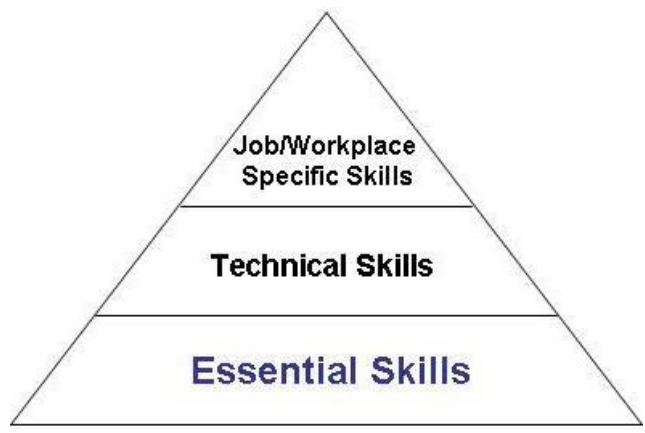 Job/Workplace
Specific Skills
Technical Skills
Essential Skills